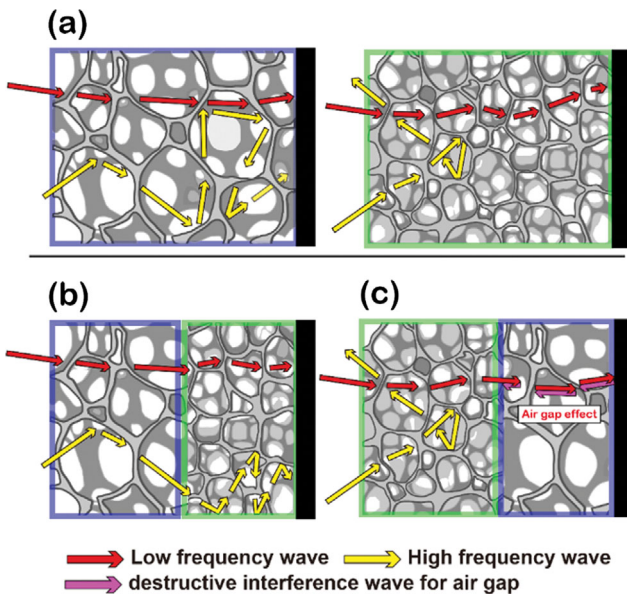 (a)
(b)
(c)
Air gap effect
Low frequency wave
High frequency wave
destructive interference wave for air gap